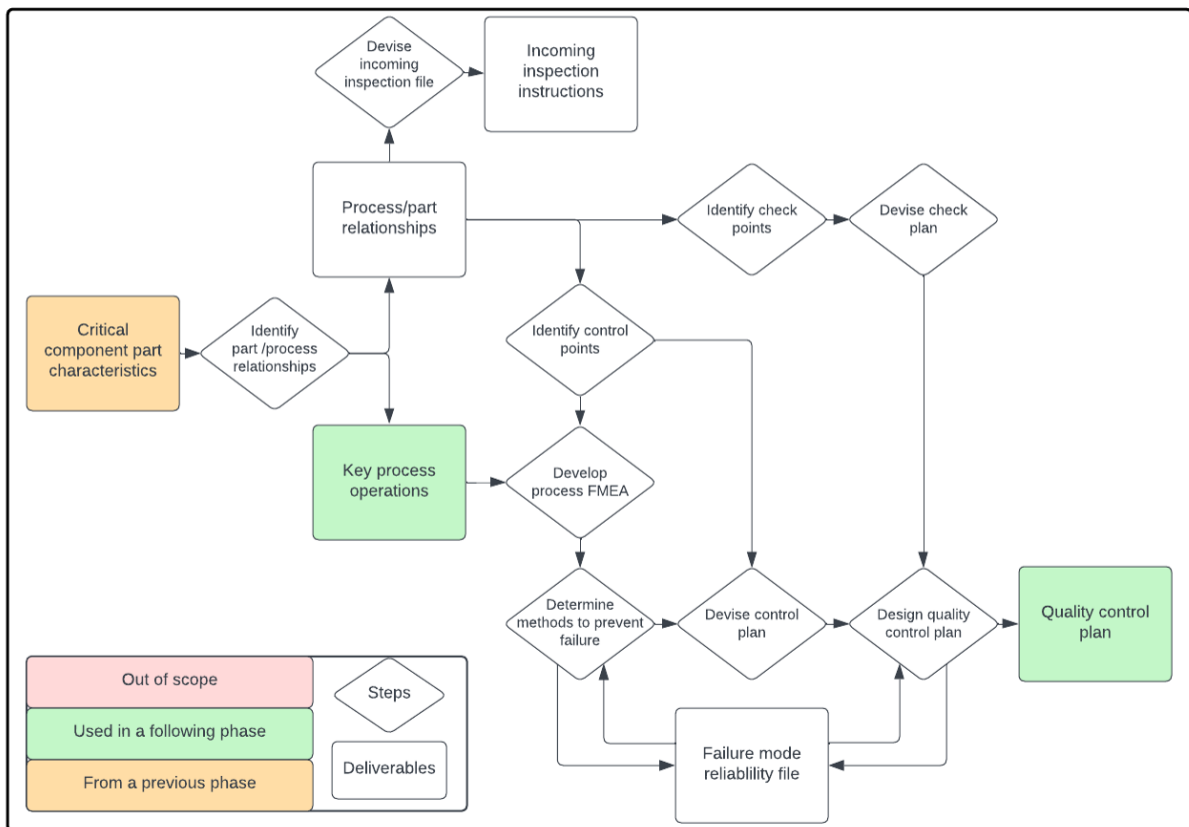 Devise
incoming
inspection file
Incoming
inspection
instructions
Process/part
relationships
Identify check
points
Devise check
plan
Critical
component part
characteristics
Identify
part /process
relationships
Identify control
points
Key process
operations
Develop
process FMEA
Determine
methods to prevent
failure
Devise control
plan
Design quality
control plan
Quality control
plan
Out of scope
Used in a following phase
From a previous phase
Steps
Deliverables
Failure mode
reliablility file